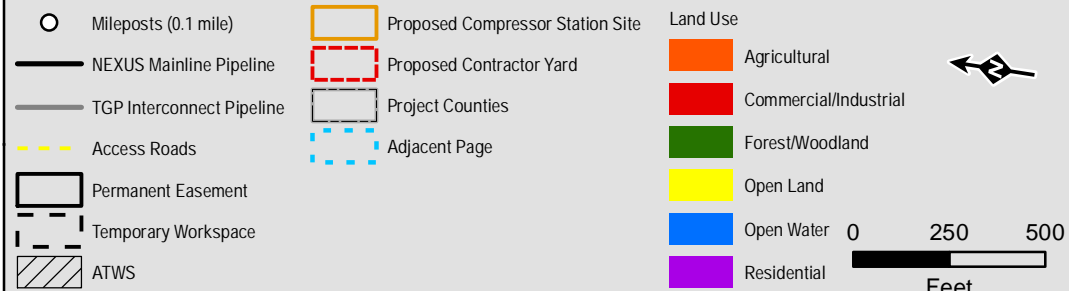 Mileposts (0.1 mile)
NEXUS Mainline Pipeline
TGP Interconnect Pipeline
Access Roads
Permanent Easement
Temporary Workspace
ATWS
Proposed Compressor Station Site
Proposed Contractor Yard
Project Counties
Adjacent Page
Land Use
Agricultural
Commercial/Industrial
Forest/Woodland
Open Land
Open Water
Residential
N
0 250 500
Feet